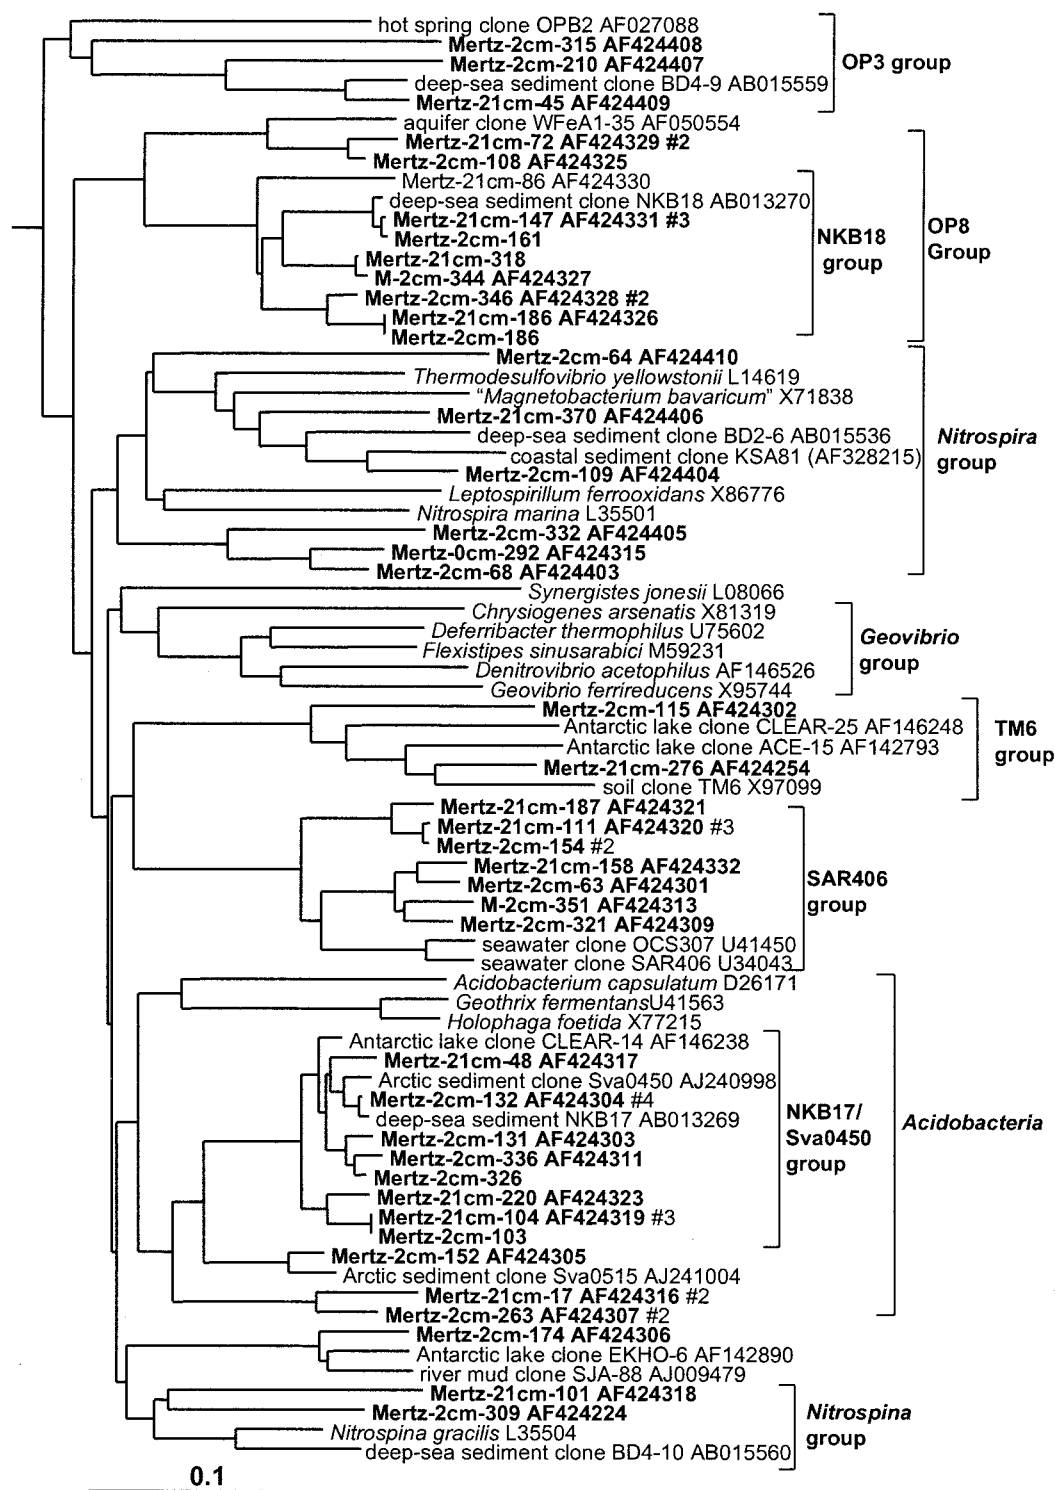 hot spring clone OPB2 AF027088
Mertz-2cm-315 AF424408
Mertz-2cm-210 AF424407
deep-sea sediment clone BD4-9 AB015559
Mertz-21cm-45 AF424409
OP3 group
aquifer clone WFeA1-35 AF050554
Mertz-21cm-72 AF424329 #2
Mertz-2cm-108 AF424325
Mertz-21cm-86 AF424330
deep-sea sediment clone NKB18 AB013270
Mertz-21cm-147 AF424331 #3
Mertz-2cm-161
Mertz-21cm-318
M-2cm-344 AF424327
Mertz-2cm-346 AF424328 #2
Mertz-21cm-186 AF424326
Mertz-2cm-186
NKB18
group
OP8
Group
Mertz-2cm-64 AF424410
Thermodesulfovibrio yellowstonii L14619
“Magnetobacterium bavaricum” X71838
Mertz-21cm-370 AF424406
deep-sea sediment clone BD2-6 AB015536
coastal sediment clone KSA81 (AF328215)
Mertz-2cm-109 AF424404
Leptospirillum ferrooxidans X86776
Nitrospira marina L35501
Mertz-2cm-332 AF424405
Mertz-0cm-292 AF424315
Mertz-2cm-68 AF424403
Nitrospira
group
Synergistes jonesii L08066
Chrysiogenes arsenatis X81319
Deferribacter thermophilus U75602
Flexistipes sinusarabici M59231
Denitrovibrio acetophilus AF146526
Geovibrio ferrireducens X95744
Geovibrio
group
Mertz-2cm-115 AF424302
Antarctic lake clone CLEAR-25 AF146248
Antarctic lake clone ACE-15 AF142793
Mertz-21cm-276 AF424254
soil clone TM6 X97099
TM6
group
Mertz-21cm-187 AF424321
Mertz-21cm-111 AF424320 #3
Mertz-2cm-154 #2
Mertz-21cm-158 AF424332
Mertz-2cm-63 AF424301
M-2cm-351 AF424313
Mertz-2cm-321 AF424309
seawater clone OCS307 U41450
seawater clone SAR406 U34043
SAR406
group
Acidobacterium capsulatum D26171
Geothrix fermentansU41563
Holophaga foetida X77215
Antarctic lake clone CLEAR-14 AF146238
Mertz-21cm-48 AF424317
Arctic sediment clone Sva0450 AJ240998
Mertz-2cm-132 AF424304 #4
deep-sea sediment NKB17 AB013269
Mertz-2cm-131 AF424303
Mertz-2cm-336 AF424311
Mertz-2cm-326
Mertz-21cm-220 AF424323
Mertz-21cm-104 AF424319 #3
Mertz-2cm-103
NKB17/
Sva0450
group
Mertz-2cm-152 AF424305
Arctic sediment clone Sva0515 AJ241004
Mertz-21cm-17 AF424316 #2
Mertz-2cm-263 AF424307 #2
Acidobacteria
Mertz-2cm-174 AF424306
Antarctic lake clone EKHO-6 AF142890
river mud clone SJA-88 AJ009479
Mertz-21cm-101 AF424318
Mertz-2cm-309 AF424224
Nitrospina gracilis L35504
deep-sea sediment clone BD4-10 AB015560
Nitrospina
group
0.1